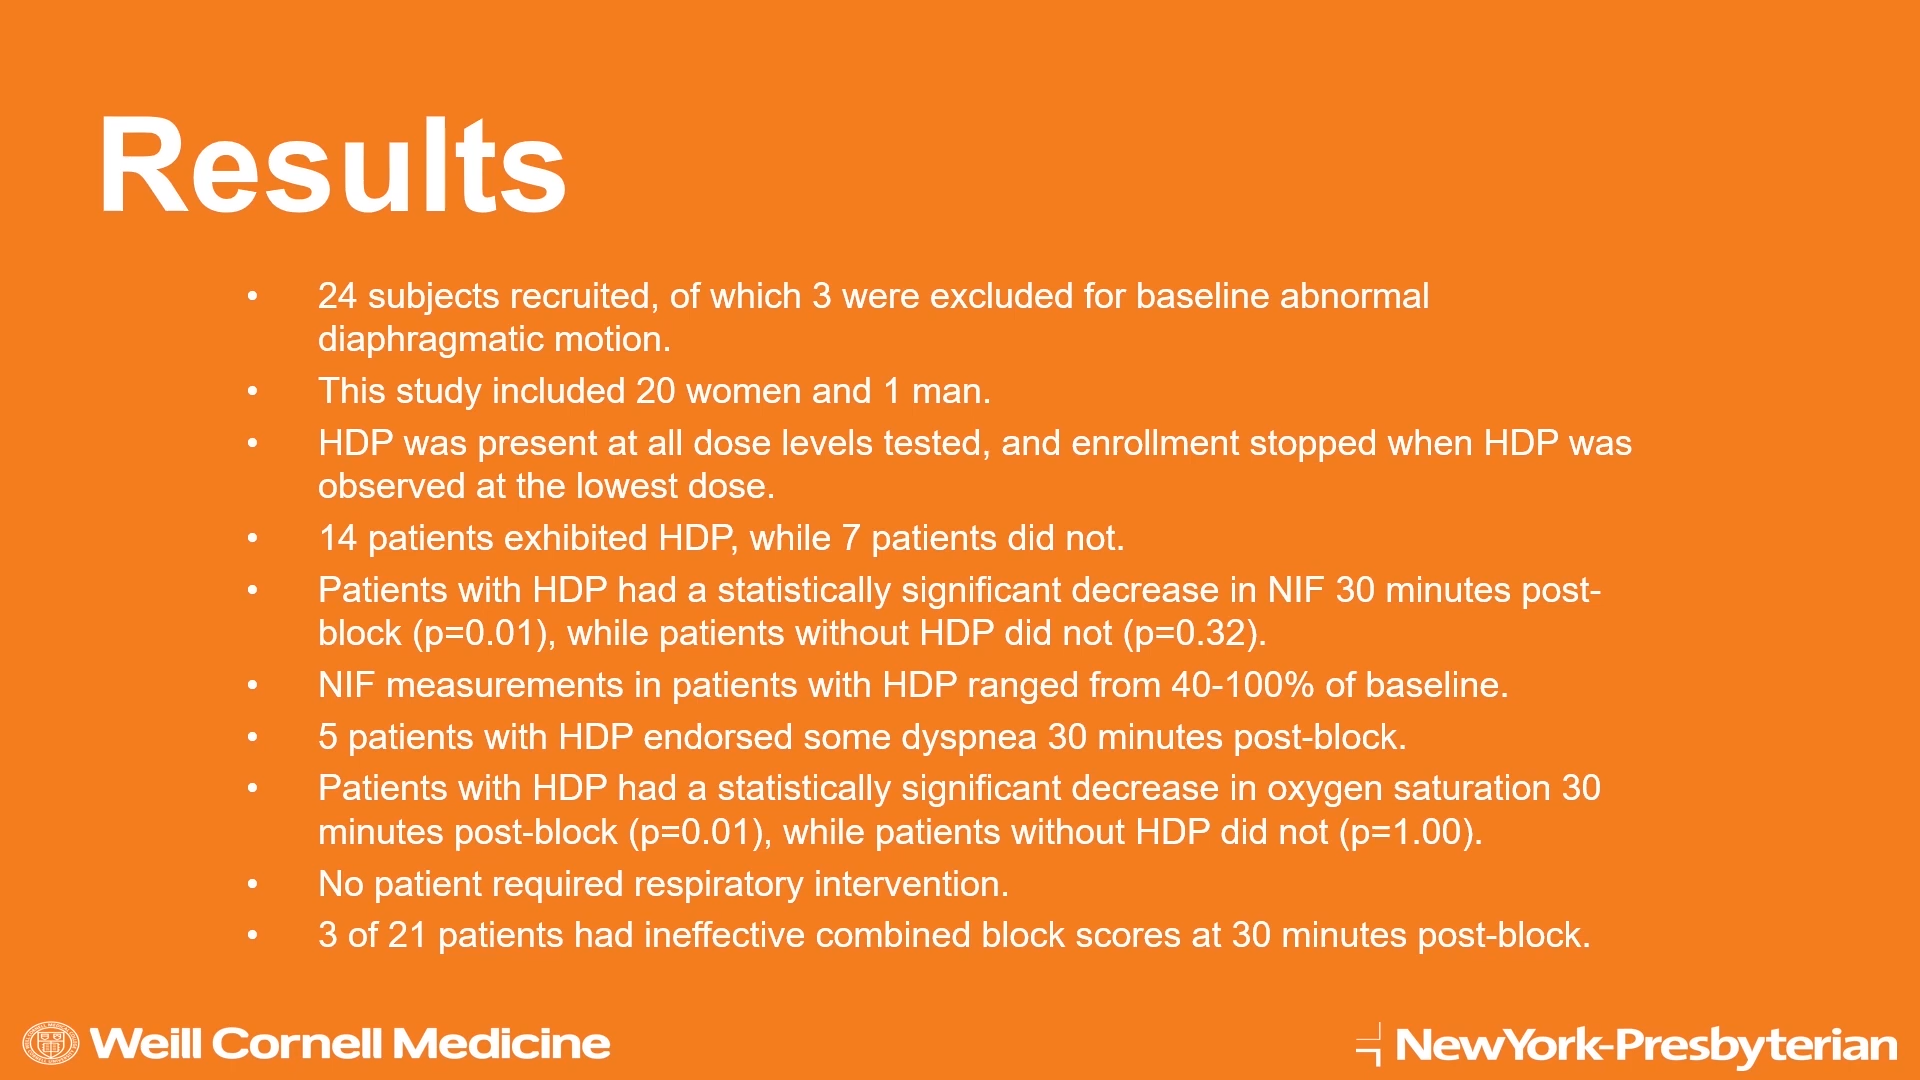 Results
• 24 subjects recruited, of which 3 were excluded for baseline abnormal
diaphragmatic motion.
• This study included 20 women and 1 man.
• HDP was present at all dose levels tested, and enrollment stopped when HDP was
observed at the lowest dose.
• 14 patients exhibited HDP, while 7 patients did not.
• Patients with HDP had a statistically significant decrease in NIF 30 minutes post-
block (p=0.01), while patients without HDP did not (p=0.32).
• NIF measurements in patients with HDP ranged from 40-100% of baseline.
• 5 patients with HDP endorsed some dyspnea 30 minutes post-block.
• Patients with HDP had a statistically significant decrease in oxygen saturation 30
minutes post-block (p=0.01), while patients without HDP did not (p=1.00).
• No patient required respiratory intervention.
• 3 of 21 patients had ineffective combined block scores at 30 minutes post-block.
Weill Cornell Medicine
NewYork-Presbyterian